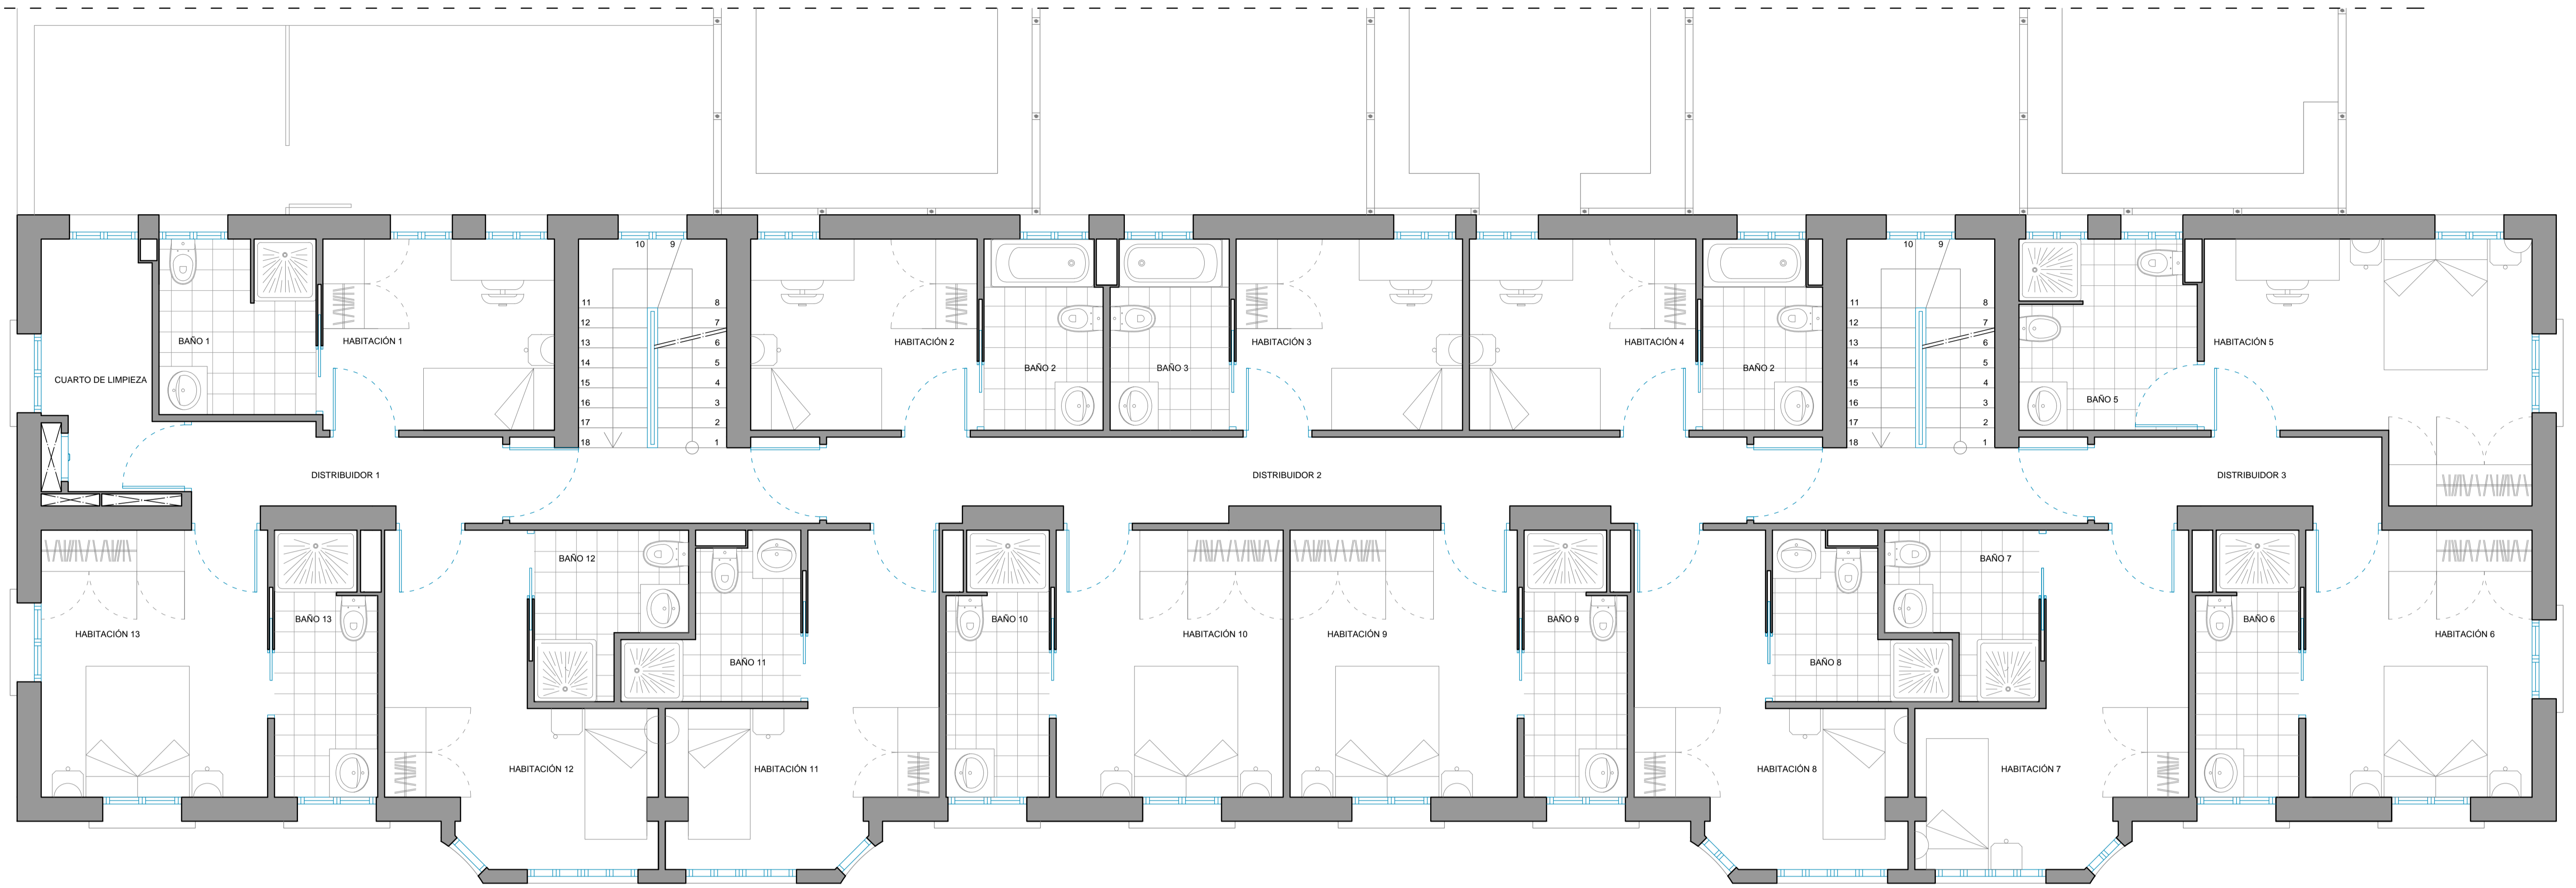 10 9
10 9
11 8
12 7
13 6
14 5
15 4
16 3
17 2
18 1
11 8
12 7
13 6
14 5
15 4
16 3
17 2
18 1
BAÑO 1
HABITACIÓN 1
HABITACIÓN 2
HABITACIÓN 3
HABITACIÓN 4
HABITACIÓN 5
CUARTO DE LIMPIEZA
BAÑO 2
BAÑO 3
BAÑO 2
BAÑO 5
DISTRIBUIDOR 1
DISTRIBUIDOR 2
DISTRIBUIDOR 3
BAÑO 12
BAÑO 7
BAÑO 13
BAÑO 10
BAÑO 9
BAÑO 6
HABITACIÓN 13
HABITACIÓN 10
HABITACIÓN 9
HABITACIÓN 6
BAÑO 11
BAÑO 8
HABITACIÓN 12
HABITACIÓN 11
HABITACIÓN 8
HABITACIÓN 7